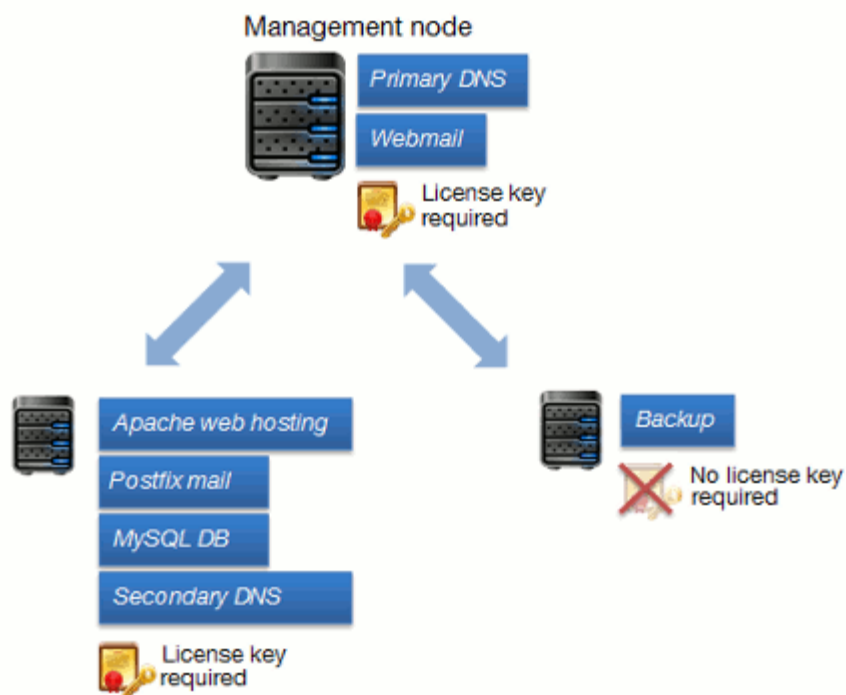 Management node
Primary DNS
Webmail
License key
required
Apache web hosting
Postfix mail
MySQL DB
Secondary DNS
License key
required
Backup
No license key
required